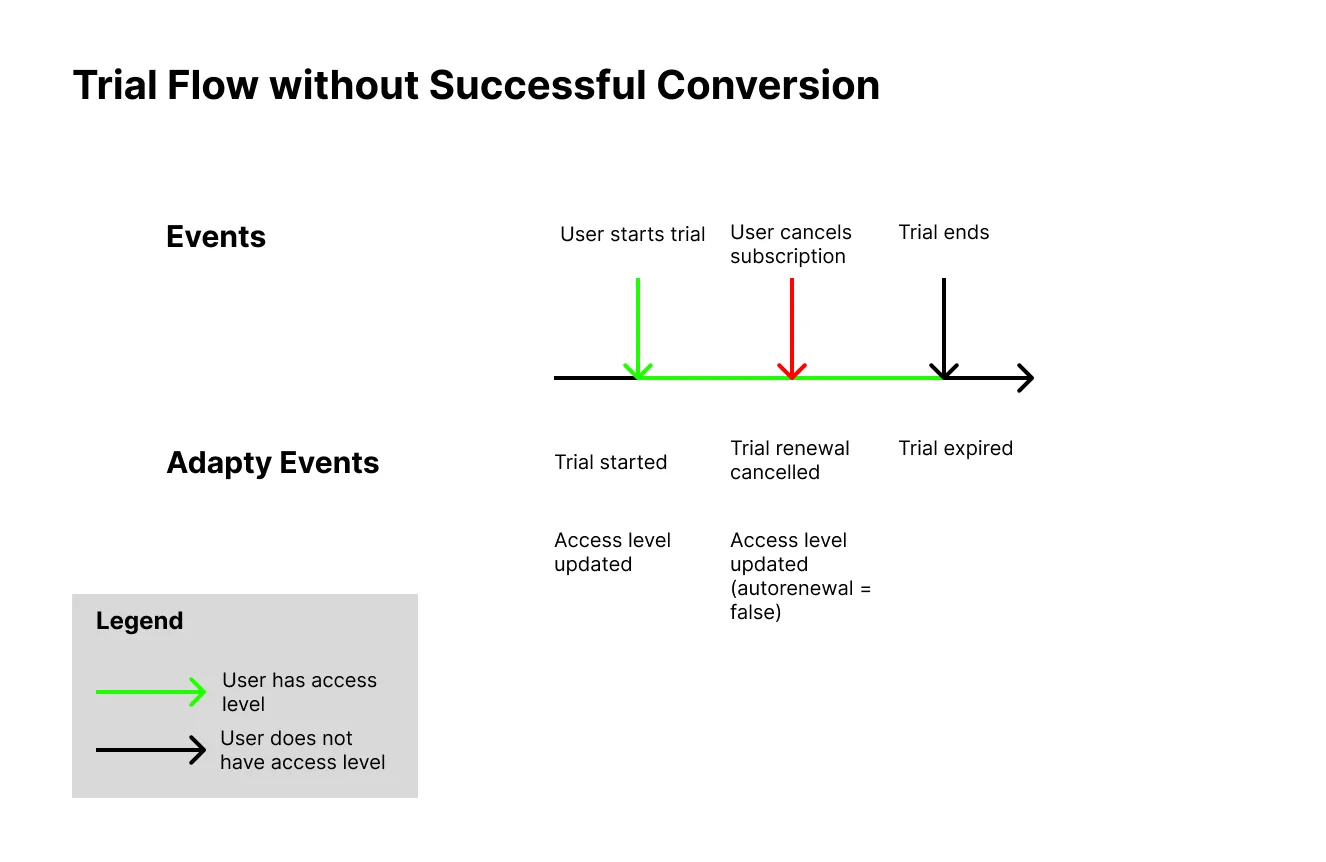 Trial Flow without Successful Conversion
Events
User starts trial
User cancels
subscription
Trial ends
Adapty Events
Trial started
Trial renewal
cancelled
Trial expired
Access level
updated
Access level
updated
(autorenewal =
false)
Legend
User has access
level
User does not
have access level